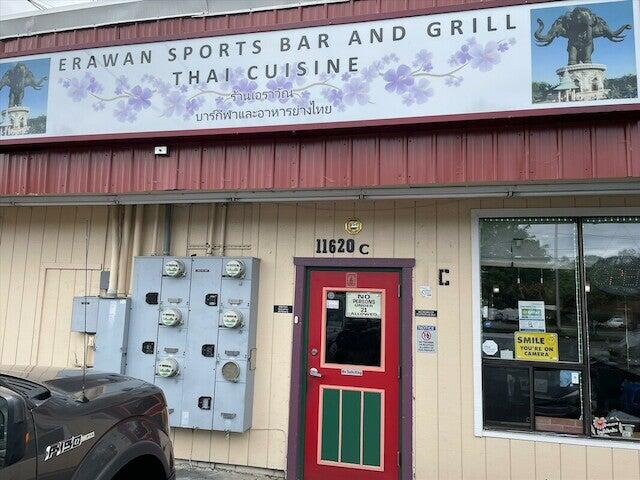 ERAWAN SPORTS BAR AND GRILL
THAI CUISINE
ร้านเอราวัณ
บาร์กีฬาและอาหารย่างไทย
11620 C
C
NO
PERSONS
UNDER
21
ALLOWED
NOTICE
SMILE
YOU'RE ON
CAMERA
F-150